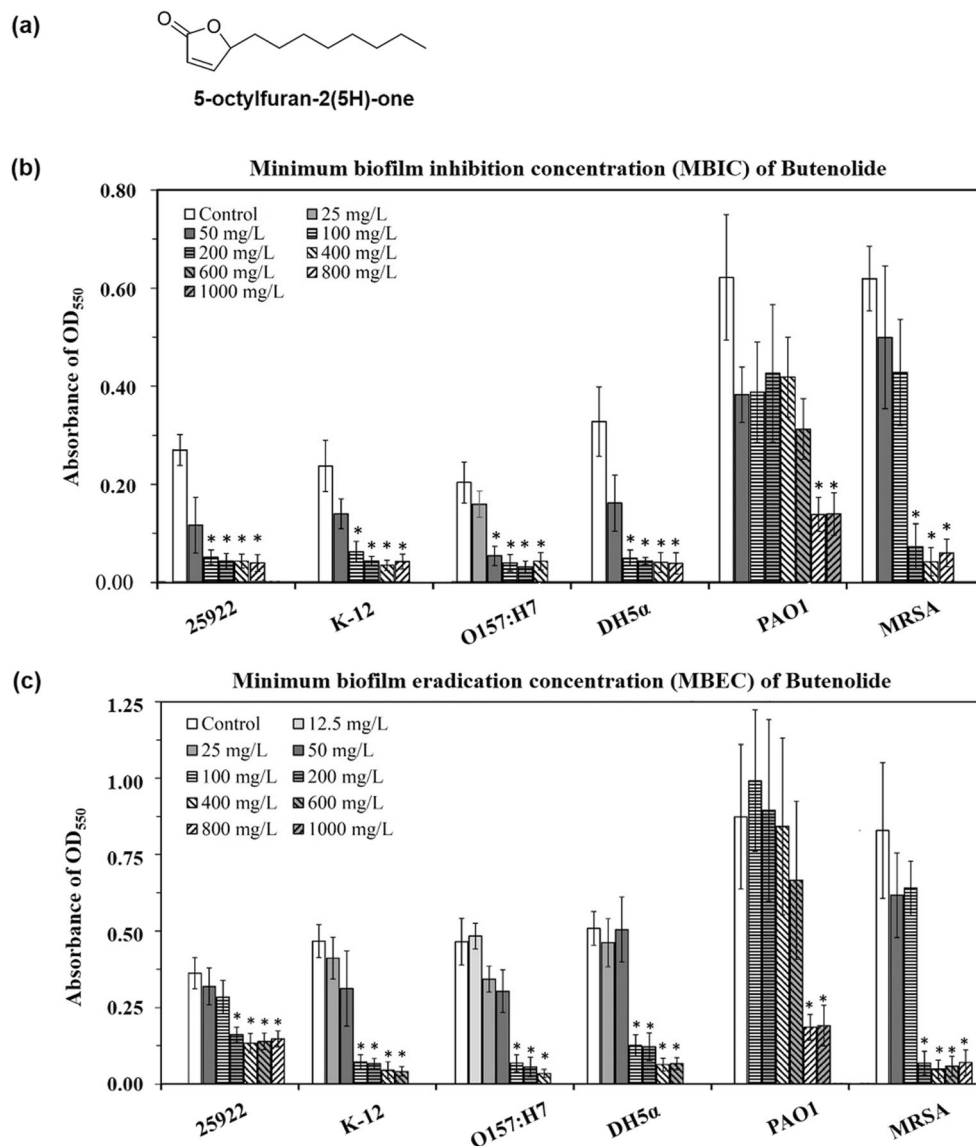 (a)
O
O
5-octylfuran-2(5H)-one
(b)
Minimum biofilm inhibition concentration (MBIC) of Butenolide
0.80
0.60
0.40
0.20
0.00
Absorbance of OD550
Control
25 mg/L
50 mg/L
100 mg/L
200 mg/L
400 mg/L
600 mg/L
800 mg/L
1000 mg/L
* * * *
* * * *
* * * *
* * * *
* *
* * *
25922
K-12
O157:H7
DH5α
PAO1
MRSA
(c)
Minimum biofilm eradication concentration (MBEC) of Butenolide
1.25
1.00
0.75
0.50
0.25
0.00
Absorbance of OD550
Control
12.5 mg/L
25 mg/L
50 mg/L
100 mg/L
200 mg/L
400 mg/L
600 mg/L
800 mg/L
1000 mg/L
* * * *
* * * *
* * *
* * * *
* *
* * * *
25922
K-12
O157:H7
DH5α
PAO1
MRSA